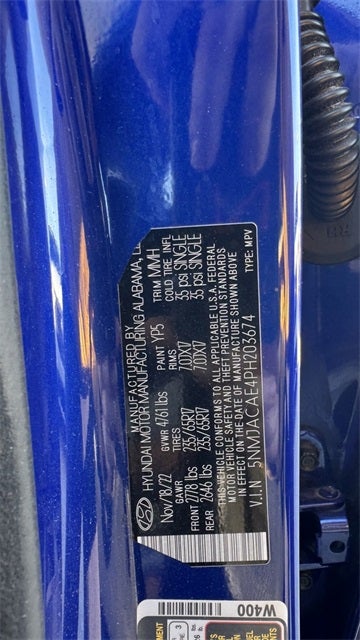 MANUFACTURED BY
HYUNDAI MOTOR MANUFACTURING ALABAMA, LLC
Nov/18/22 GVWR 4761lbs PAINT YP5 TRIM MMH
GAWR TIRES RIMS COLD TIRE INFL
FRONT 2778 lbs 235/65R17 7.0JX17 35 psi SINGLE
REAR 2646 lbs 235/65R17 7.0JX17 35 psi SINGLE
THIS VEHICLE CONFORMS TO ALL APPLICABLE U.S.A. FEDERAL
MOTOR VEHICLE SAFETY AND THEFT PREVENTION STANDARDS
IN EFFECT ON THE DATE OF MANUFACTURE SHOWN ABOVE
V.I.N 5NMJACAE4PH203674 TYPE: MPV
W400
RH